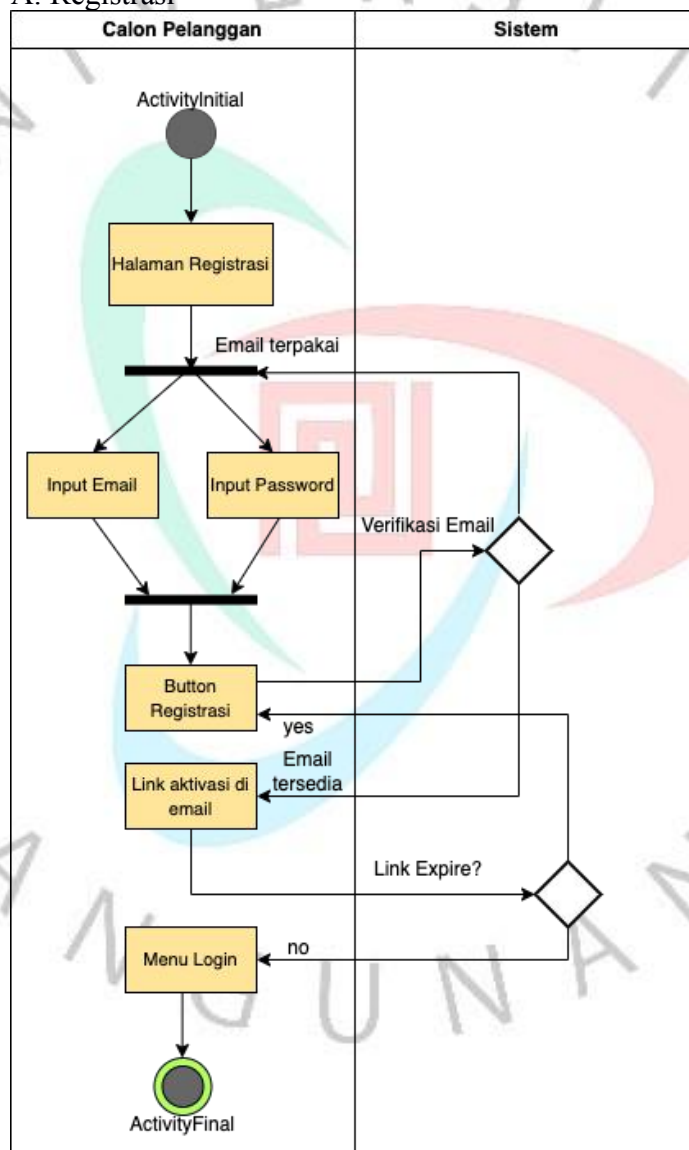 A. Registrasi
Calon Pelanggan
Sistem
ActivityInitial
Halaman Registrasi
Email terpakai
Input Email
Input Password
Verifikasi Email
Button
Registrasi
yes
Email
tersedia
Link aktivasi di
email
Link Expire?
Menu Login
no
ActivityFinal